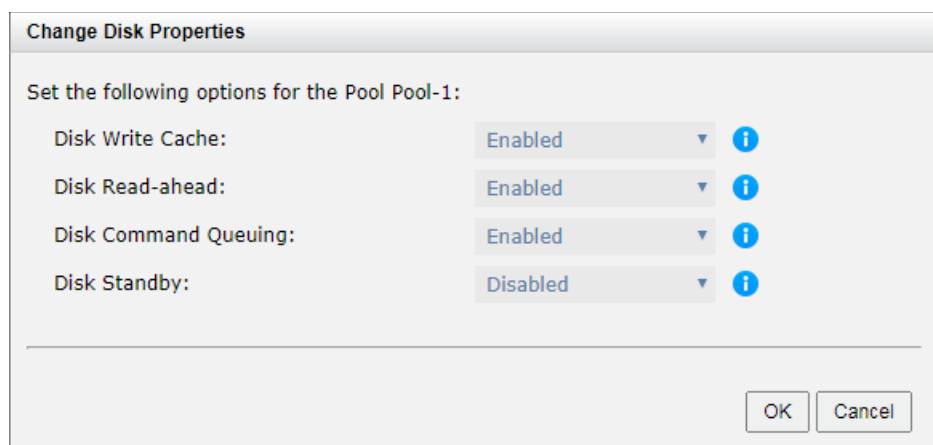 Change Disk Properties
Set the following options for the Pool Pool-1:
Disk Write Cache: Enabled
Disk Read-ahead: Enabled
Disk Command Queuing: Enabled
Disk Standby: Disabled
OK Cancel